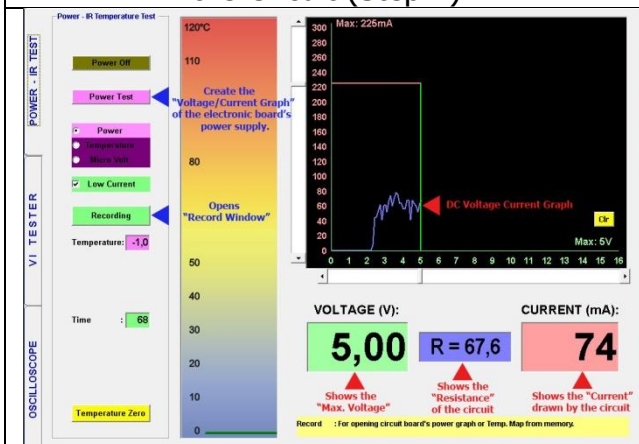 Power - IR Temperature Test
POWER - IR TEST
VI TESTER
OSCILLOSCOPE
Power Off
Power Test
Power
Temperature
Micro Volt
Low Current
Recording
Temperature: -1,0
Time : 68
Temperature Zero
120°C
110
Create the
"Voltage/Current Graph"
of the electronic board's
power supply.
80
Opens
"Record Window"
50
40
30
20
10
0
Max: 225mA
300
280
260
240
220
200
180
160
140
120
100
80
60
40
20
0
DC Voltage Current Graph
Clr
Max: 5V
0 1 2 3 4 5 6 7 8 9 10 11 12 13 14 15 16
VOLTAGE (V):
5,00
Shows the
"Max. Voltage"
R = 67,6
Shows the
"Resistance"
of the circuit
CURRENT (mA):
74
Shows the "Current"
drawn by the circuit
Record : For opening circuit board's power graph or Temp. Map from memory.